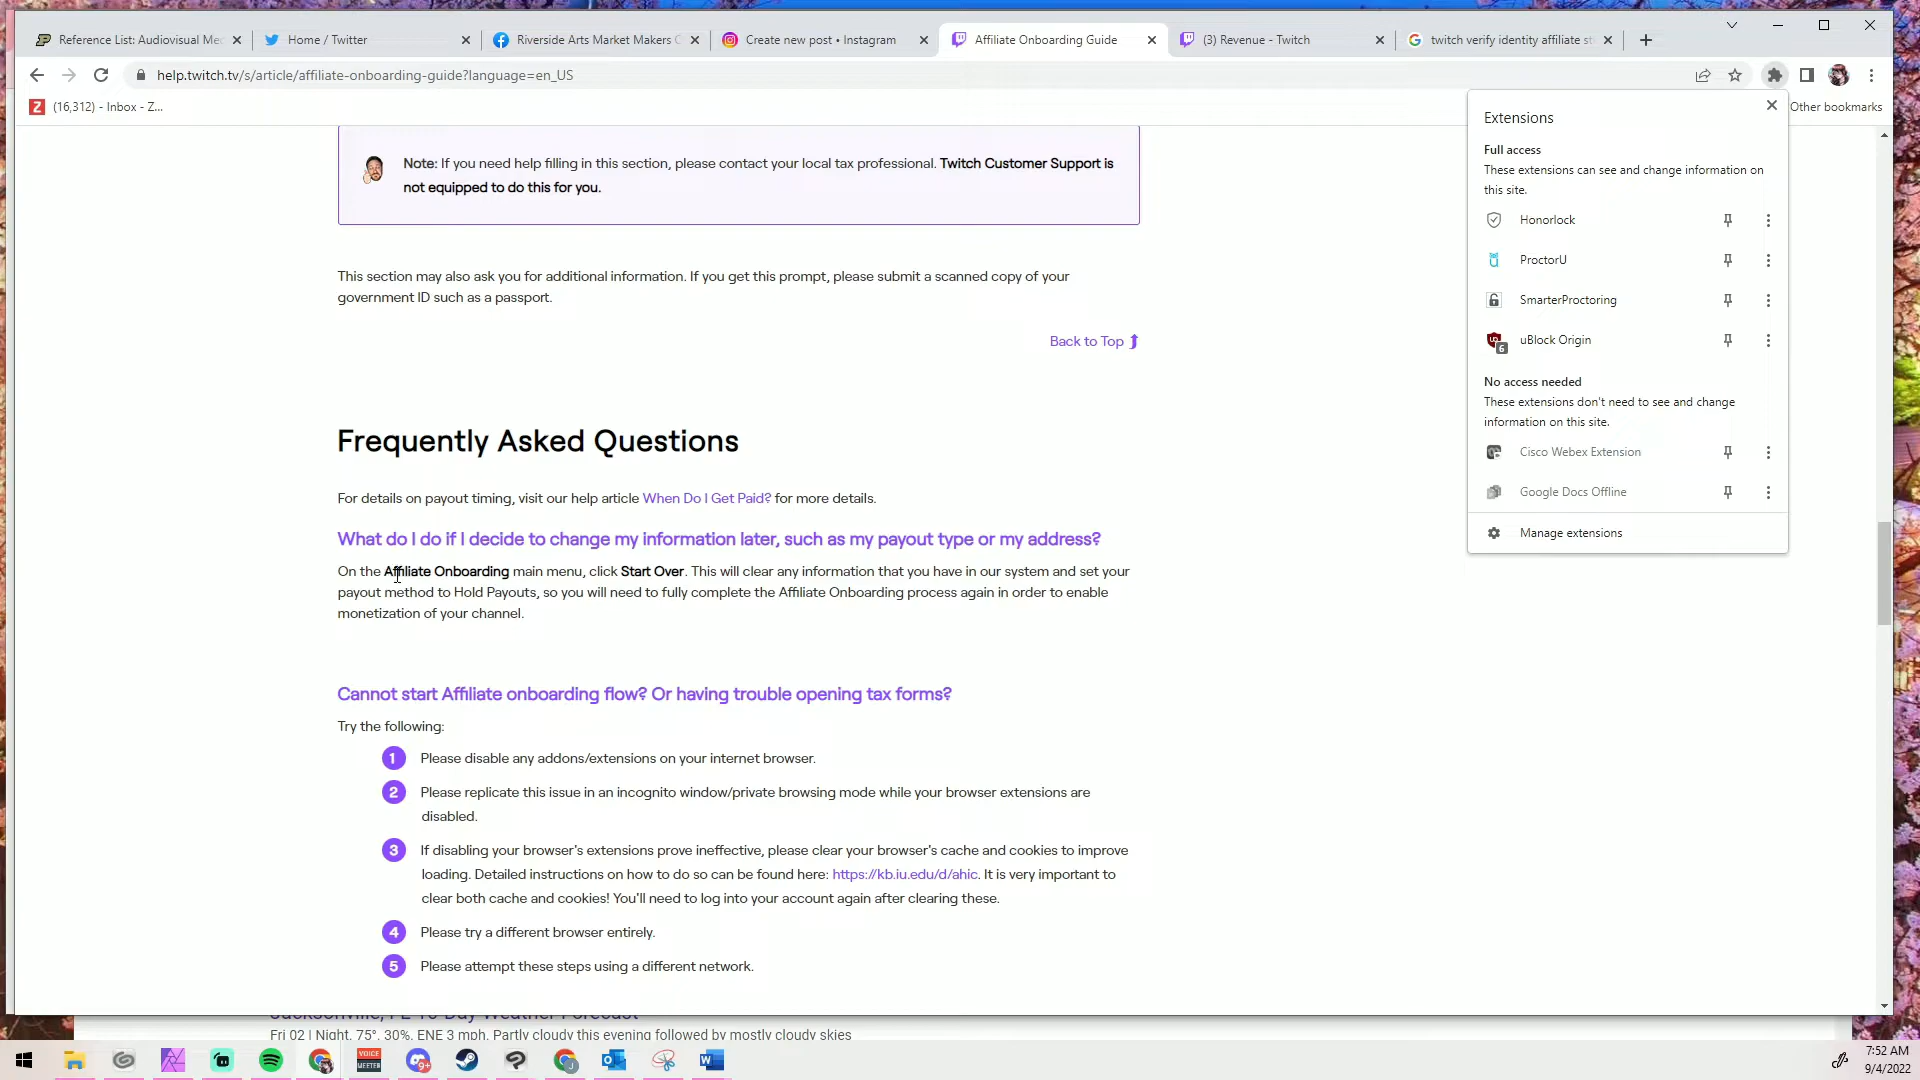 Reference List: Audiovisual Me
Home / Twitter
Riverside Arts Market Makers C
Create new post • Instagram
Affiliate Onboarding Guide
(3) Revenue - Twitch
twitch verify identity affiliate st
help.twitch.tv/s/article/affiliate-onboarding-guide?language=en_US
(16,312) - Inbox - Z...
Other bookmarks
Note: If you need help filling in this section, please contact your local tax professional. Twitch Customer Support is
not equipped to do this for you.
This section may also ask you for additional information. If you get this prompt, please submit a scanned copy of your
government ID such as a passport.
Back to Top
Frequently Asked Questions
For details on payout timing, visit our help article When Do I Get Paid? for more details.
What do I do if I decide to change my information later, such as my payout type or my address?
On the Affiliate Onboarding main menu, click Start Over. This will clear any information that you have in our system and set your
payout method to Hold Payouts, so you will need to fully complete the Affiliate Onboarding process again in order to enable
monetization of your channel.
Cannot start Affiliate onboarding flow? Or having trouble opening tax forms?
Try the following:
1 Please disable any addons/extensions on your internet browser.
2 Please replicate this issue in an incognito window/private browsing mode while your browser extensions are
disabled.
3 If disabling your browser's extensions prove ineffective, please clear your browser's cache and cookies to improve
loading. Detailed instructions on how to do so can be found here: https://kb.iu.edu/d/ahic. It is very important to
clear both cache and cookies! You'll need to log into your account again after clearing these.
4 Please try a different browser entirely.
5 Please attempt these steps using a different network.
Extensions
Full access
These extensions can see and change information on
this site.
Honorlock
ProctorU
SmarterProctoring
6
uBlock Origin
No access needed
These extensions don't need to see and change
information on this site.
Cisco Webex Extension
Google Docs Offline
Manage extensions
Jacksonville, FL 10-Day Weather Forecast
Fri 02 | Night. 75°. 30%. ENE 3 mph. Partly cloudy this evening followed by mostly cloudy skies
VOICE
MEETER
9+
7:52 AM
9/4/2022